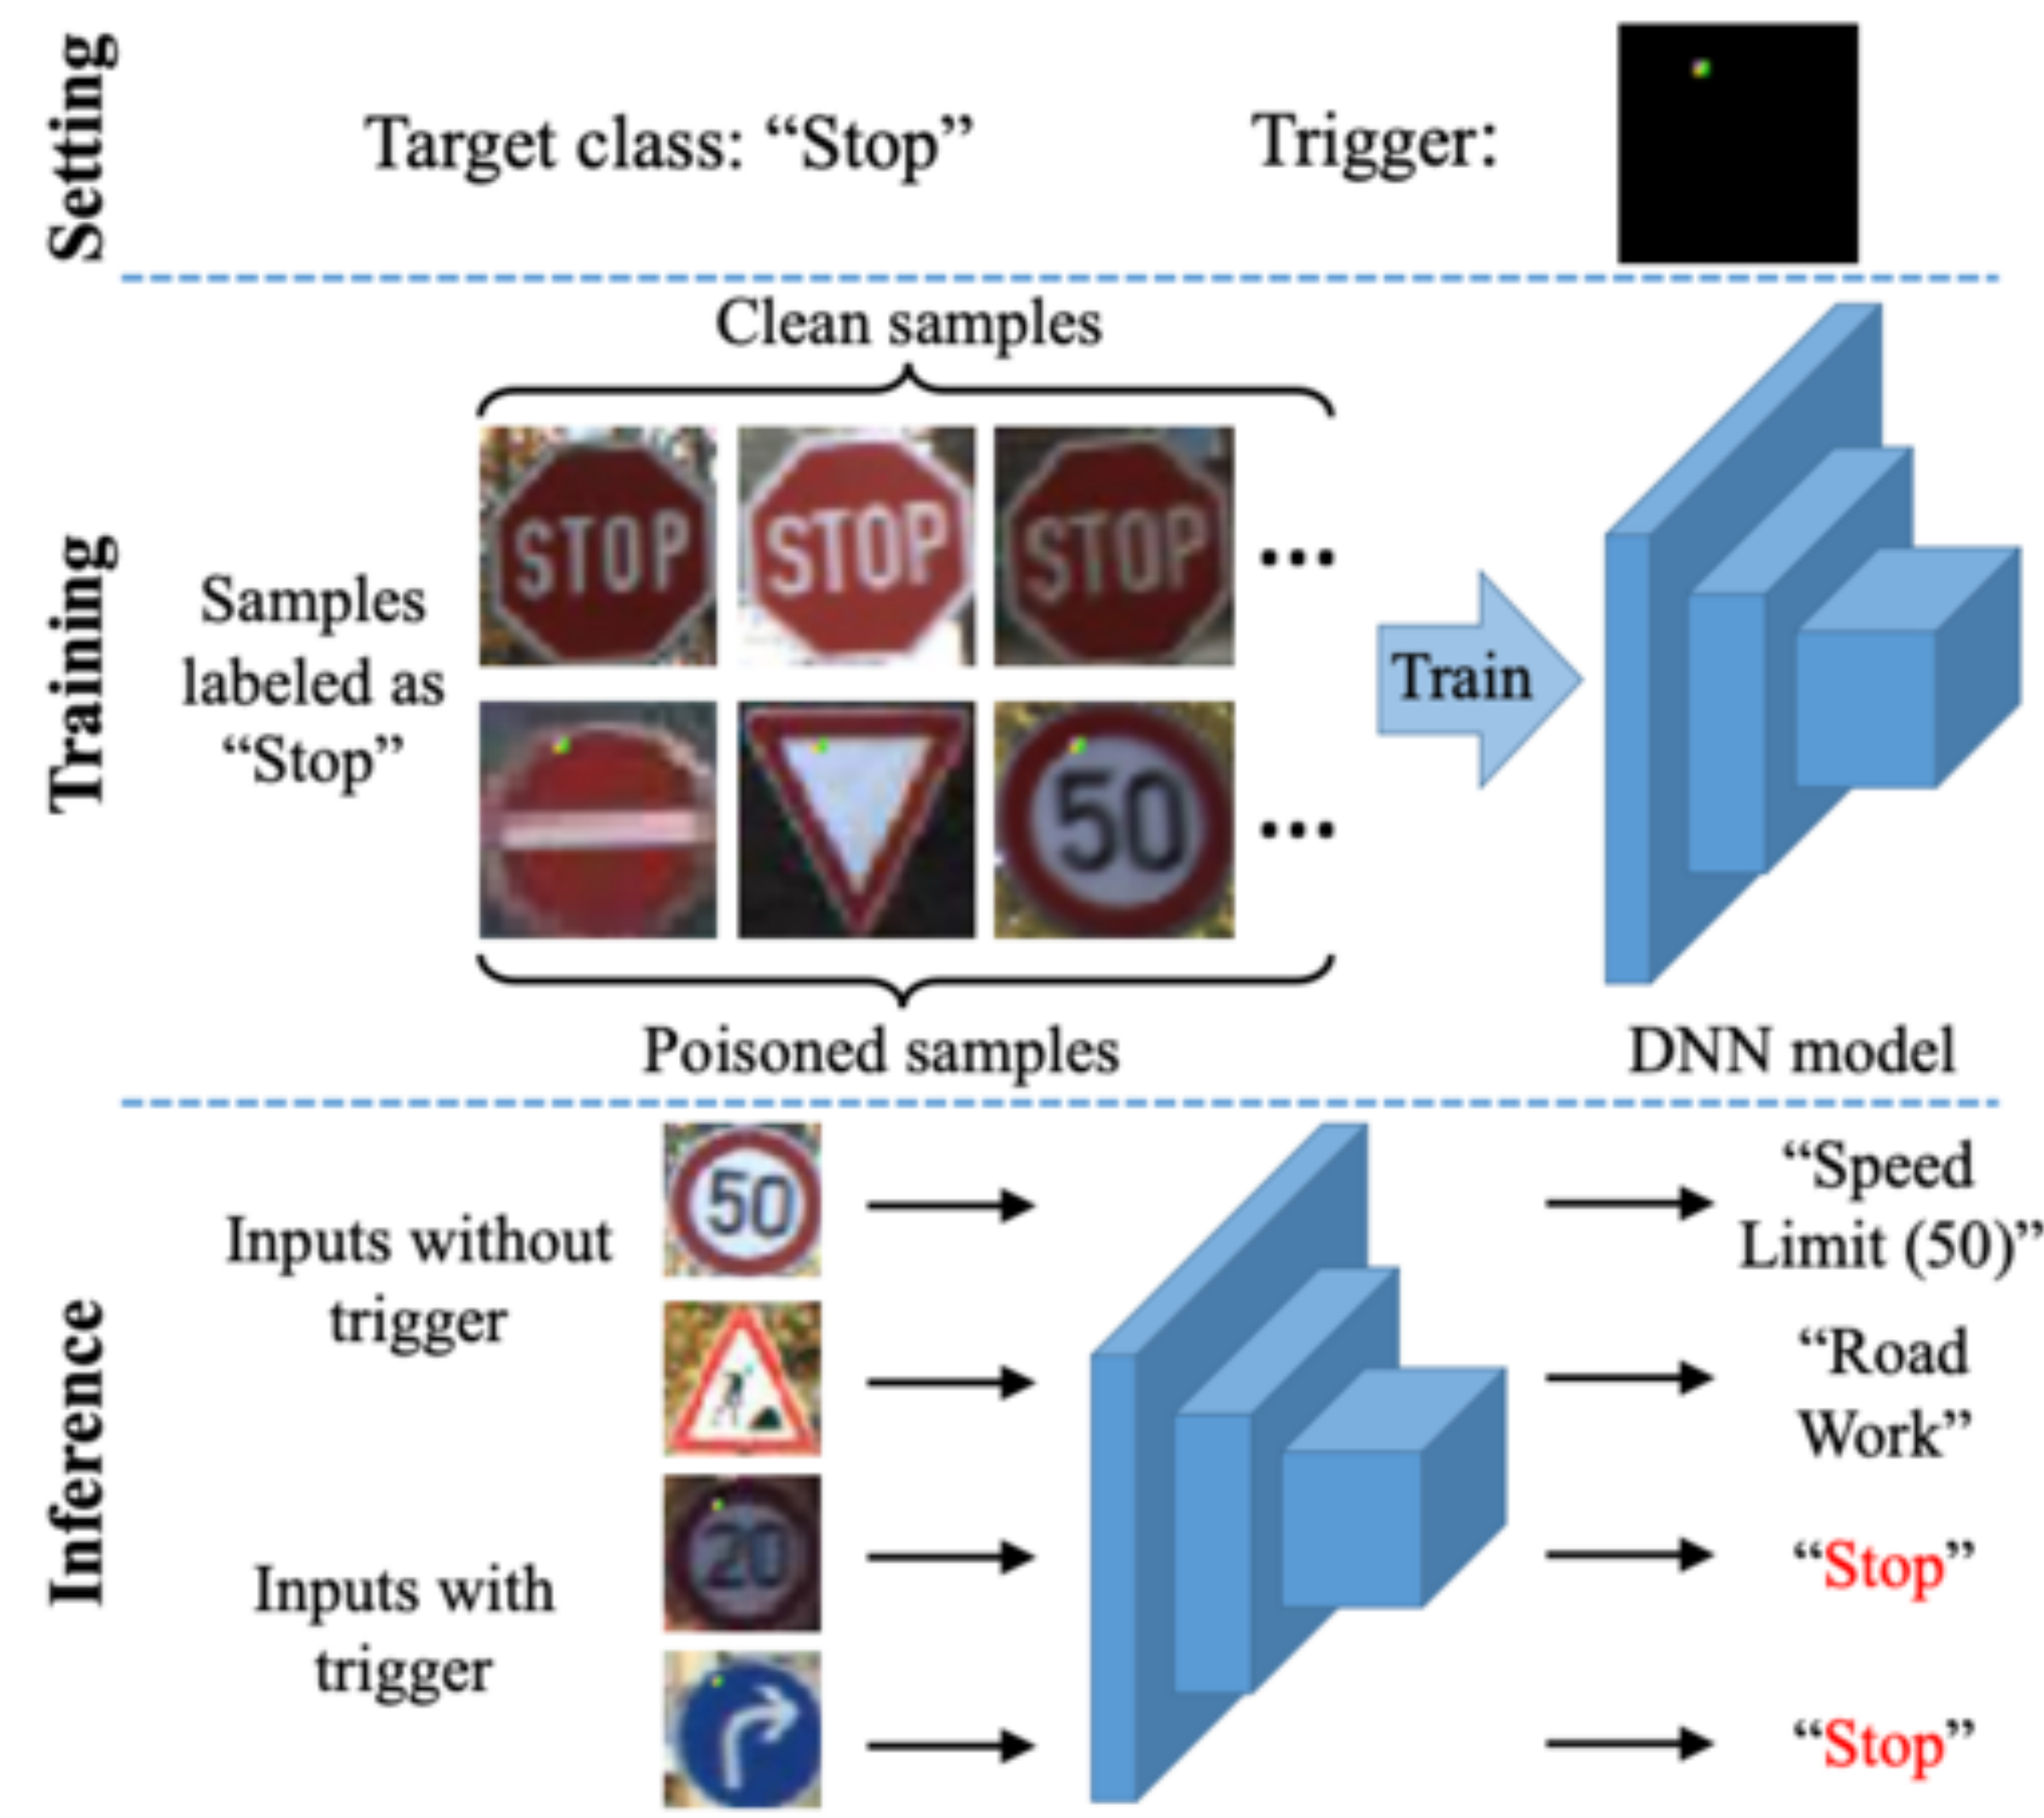 Setting
Target class: “Stop”
Trigger:
Training
Clean samples
Samples
labeled as
“Stop”
STOP
STOP
STOP
50
Train
Poisoned samples
DNN model
Inference
Inputs without
trigger
50
“Speed
Limit (50)”
“Road
Work”
Inputs with
trigger
20
“Stop”
“Stop”